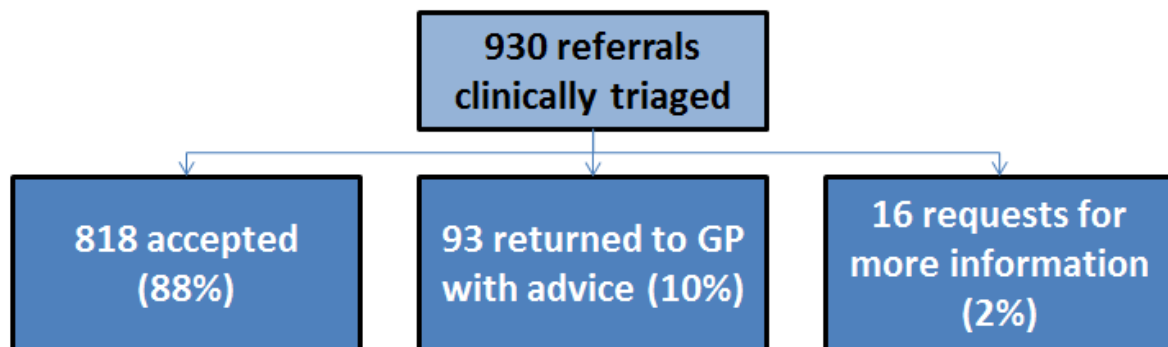 930 referrals
clinically triaged
818 accepted
(88%)
93 returned to GP
with advice (10%)
16 requests for
more information
(2%)